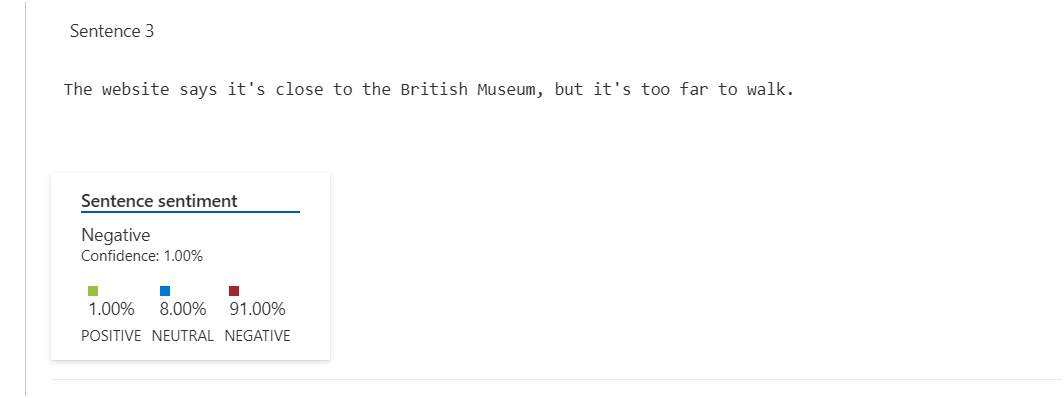 Sentence 3
The website says it's close to the British Museum, but it's too far to walk.
Sentence sentiment
Negative
Confidence: 1.00%
1.00% 8.00% 91.00%
POSITIVE NEUTRAL NEGATIVE